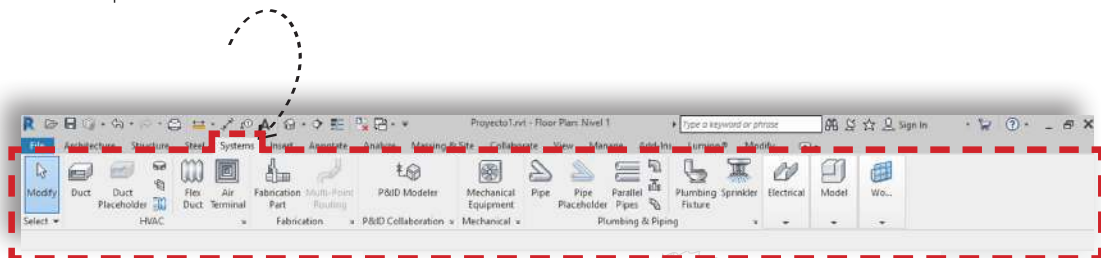 Proyecto1.rvt - Floor Plan: Nivel 1
Type a keyword or phrase
Sign In
File Architecture Structure Steel Systems Insert Annotate Analyze Massing & Site Collaborate View Manage Add-Ins Lumion® Modify
Modify Duct Duct Placeholder Flex Duct Air Terminal Fabrication Part Multi-Point Routing P&ID Modeler Mechanical Equipment Pipe Pipe Placeholder Parallel Pipes Plumbing Fixture Sprinkler Electrical Model Wo...
Select HVAC Fabrication P&ID Collaboration Mechanical Plumbing & Piping